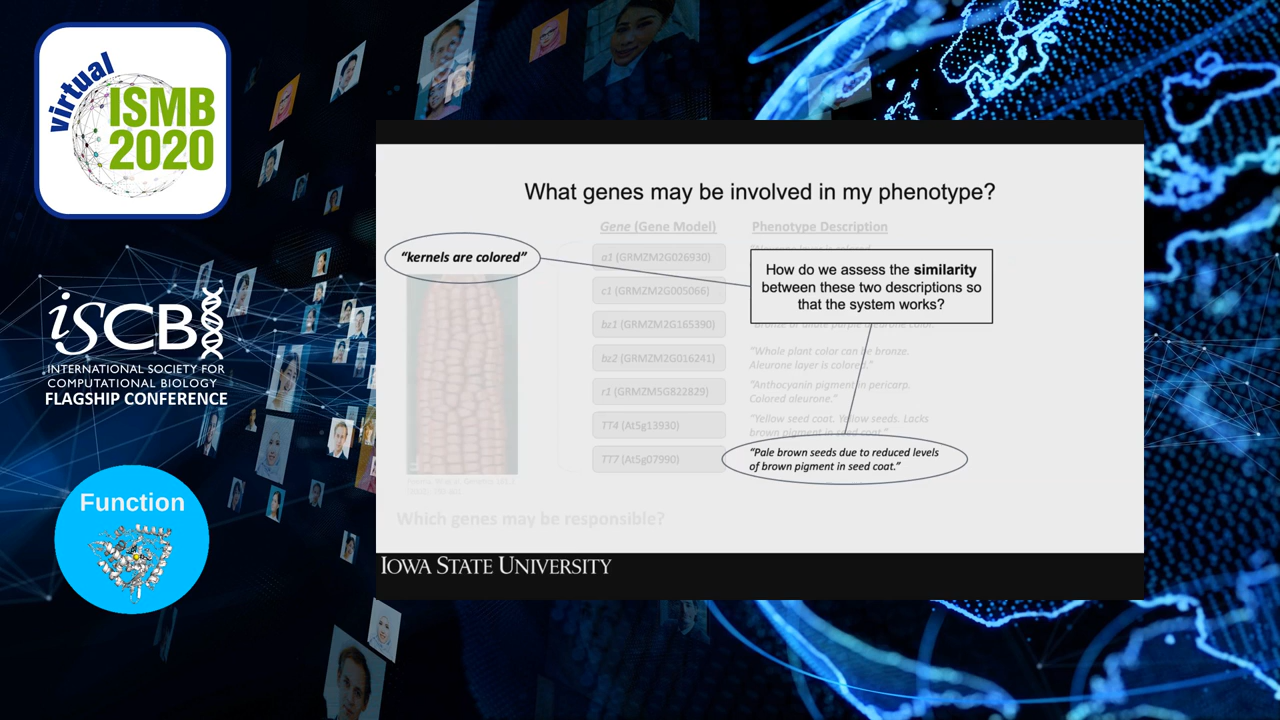 virtual
ISMB
2020
iSCB
INTERNATIONAL SOCIETY FOR
COMPUTATIONAL BIOLOGY
FLAGSHIP CONFERENCE
Function
What genes may be involved in my phenotype?
Gene (Gene Model) Phenotype Description
“kernels are colored”
a1 (GRMZM2G026930)
c1 (GRMZM2G005066)
bz1 (GRMZM2G165390)
bz2 (GRMZM2G016241)
r1 (GRMZM5G822829)
TT4 (At5g13930)
TT7 (At5g07990)
How do we assess the similarity
between these two descriptions so
that the system works?
“Whole plant color can be bronze.
Aleurone layer is colored.”
“Anthocyanin pigment in pericarp.
Colored aleurone.”
“Yellow seed coat. Yellow seeds. Lacks
brown pigment in seed coat.”
“Pale brown seeds due to reduced levels
of brown pigment in seed coat.”
Which genes may be responsible?
IOWA STATE UNIVERSITY